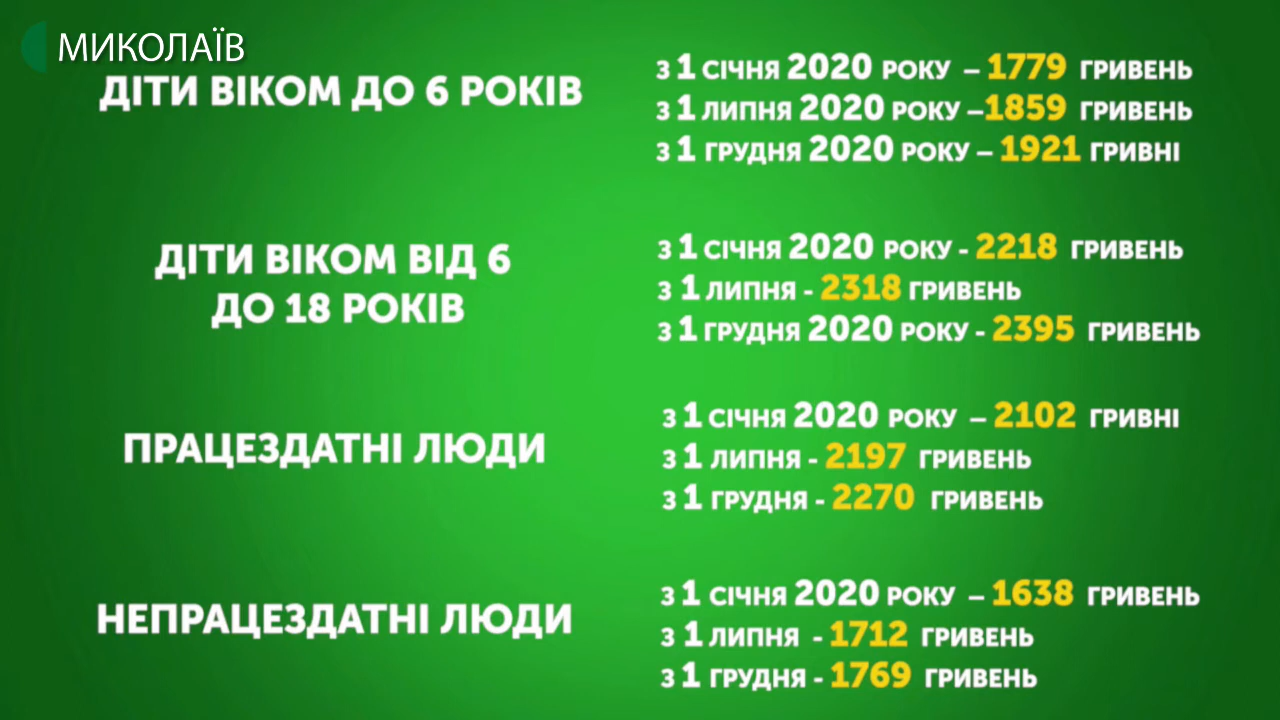 МИКОЛАЇВ
ДІТИ ВІКОМ ДО 6 РОКІВ
З 1 СІЧНЯ 2020 РОКУ – 1779 ГРИВЕНЬ
З 1 ЛИПНЯ 2020 РОКУ –1859 ГРИВЕНЬ
З 1 ГРУДНЯ 2020 РОКУ – 1921 ГРИВНІ
ДІТИ ВІКОМ ВІД 6
ДО 18 РОКІВ
З 1 СІЧНЯ 2020 РОКУ - 2218 ГРИВЕНЬ
З 1 ЛИПНЯ - 2318 ГРИВЕНЬ
З 1 ГРУДНЯ 2020 РОКУ - 2395 ГРИВЕНЬ
ПРАЦЕЗДАТНІ ЛЮДИ
З 1 СІЧНЯ 2020 РОКУ – 2102 ГРИВНІ
З 1 ЛИПНЯ - 2197 ГРИВЕНЬ
З 1 ГРУДНЯ - 2270 ГРИВЕНЬ
НЕПРАЦЕЗДАТНІ ЛЮДИ
З 1 СІЧНЯ 2020 РОКУ – 1638 ГРИВЕНЬ
З 1 ЛИПНЯ - 1712 ГРИВЕНЬ
З 1 ГРУДНЯ - 1769 ГРИВЕНЬ